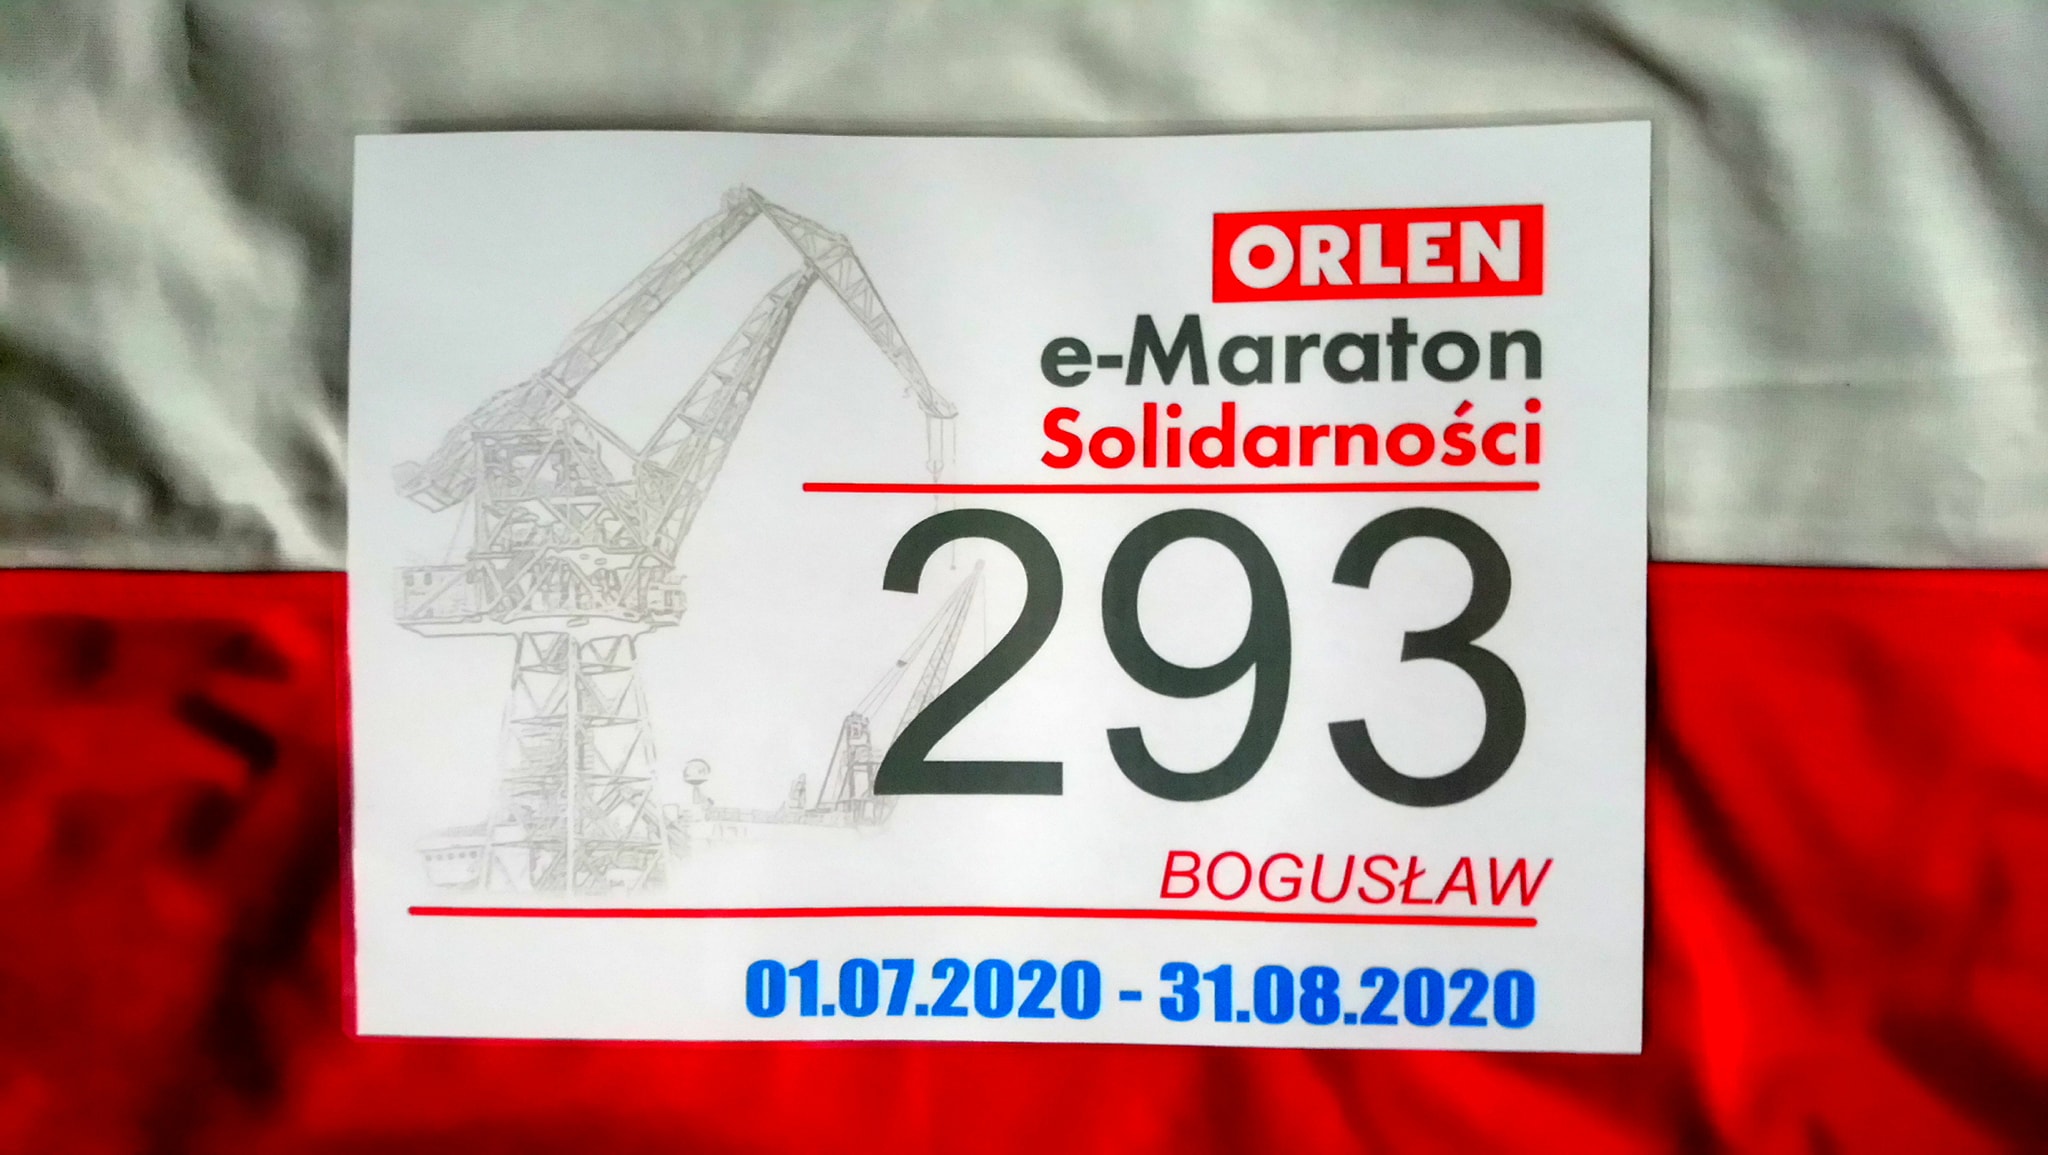 ORLEN
e-Maraton
Solidarności
293
BOGUSŁAW
01.07.2020 - 31.08.2020